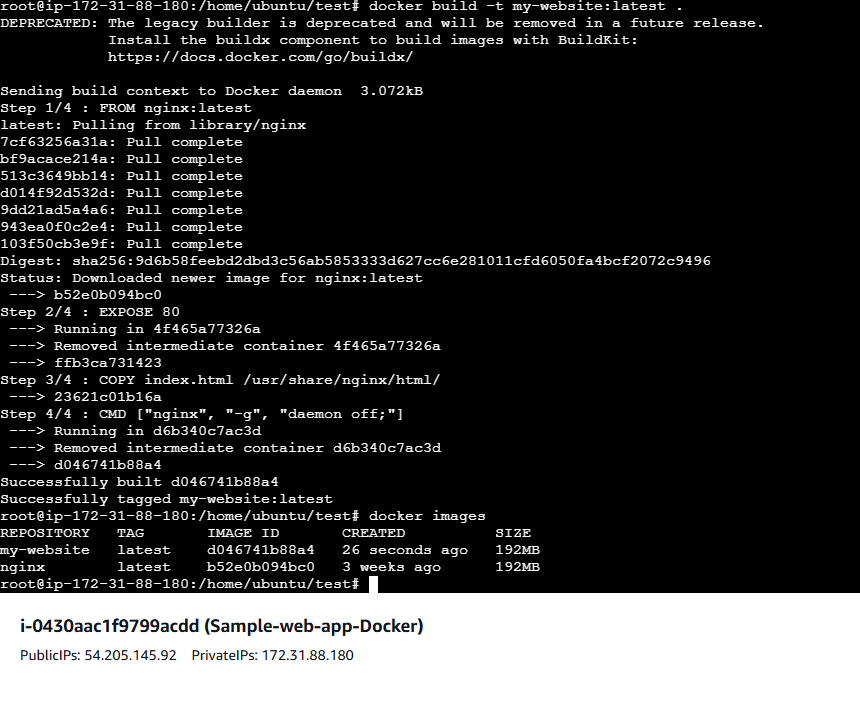 root@ip-172-31-88-180:/home/ubuntu/test# docker build -t my-website:latest .
DEPRECATED: The legacy builder is deprecated and will be removed in a future release.
            Install the buildx component to build images with BuildKit:
            https://docs.docker.com/go/buildx/

Sending build context to Docker daemon  3.072kB
Step 1/4 : FROM nginx:latest
latest: Pulling from library/nginx
7cf63256a31a: Pull complete
bf9acace214a: Pull complete
513c3649bb14: Pull complete
d014f92d532d: Pull complete
9dd21ad5a4a6: Pull complete
943ea0f0c2e4: Pull complete
103f50cb3e9f: Pull complete
Digest: sha256:9d6b58feebd2dbd3c56ab5853333d627cc6e281011cfd6050fa4bcf2072c9496
Status: Downloaded newer image for nginx:latest
 ---> b52e0b094bc0
Step 2/4 : EXPOSE 80
 ---> Running in 4f465a77326a
 ---> Removed intermediate container 4f465a77326a
 ---> ffb3ca731423
Step 3/4 : COPY index.html /usr/share/nginx/html/
 ---> 23621c01b16a
Step 4/4 : CMD ["nginx", "-g", "daemon off;"]
 ---> Running in d6b340c7ac3d
 ---> Removed intermediate container d6b340c7ac3d
 ---> d046741b88a4
Successfully built d046741b88a4
Successfully tagged my-website:latest
root@ip-172-31-88-180:/home/ubuntu/test# docker images
REPOSITORY   TAG       IMAGE ID       CREATED          SIZE
my-website   latest    d046741b88a4   26 seconds ago   192MB
nginx        latest    b52e0b094bc0   3 weeks ago      192MB
root@ip-172-31-88-180:/home/ubuntu/test#
i-0430aac1f9799acdd (Sample-web-app-Docker)
PublicIPs: 54.205.145.92    PrivateIPs: 172.31.88.180